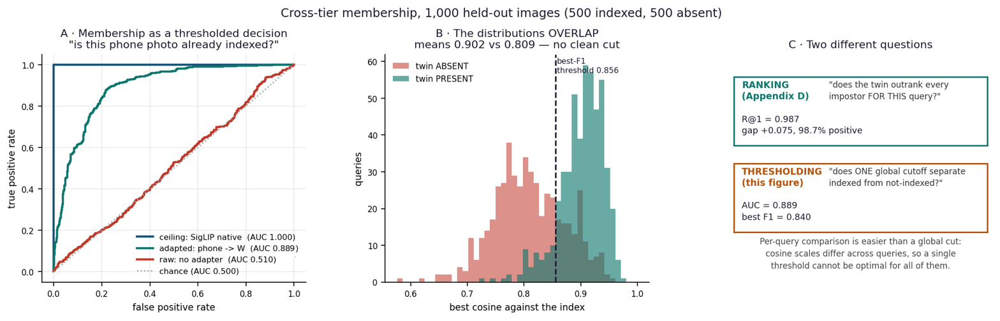 Cross-tier membership, 1,000 held-out images (500 indexed, 500 absent)
A · Membership as a thresholded decision
"is this phone photo already indexed?"
1.0
0.8
0.6
0.4
0.2
0.0
true positive rate
ceiling: SigLIP native (AUC 1.000)
adapted: phone -> W (AUC 0.889)
raw: no adapter (AUC 0.510)
chance (AUC 0.500)
0.0 0.2 0.4 0.6 0.8 1.0
false positive rate
B · The distributions OVERLAP
means 0.902 vs 0.809 — no clean cut
60
50
40
30
20
10
0
queries
twin ABSENT
twin PRESENT
best-F1
threshold 0.856
0.6 0.7 0.8 0.9 1.0
best cosine against the index
C · Two different questions
RANKING
(Appendix D)
"does the twin outrank every
impostor FOR THIS query?"
R@1 = 0.987
gap +0.075, 98.7% positive
THRESHOLDING
(this figure)
"does ONE global cutoff separate
indexed from not-indexed?"
AUC = 0.889
best F1 = 0.840
Per-query comparison is easier than a global cut:
cosine scales differ across queries, so a single
threshold cannot be optimal for all of them.